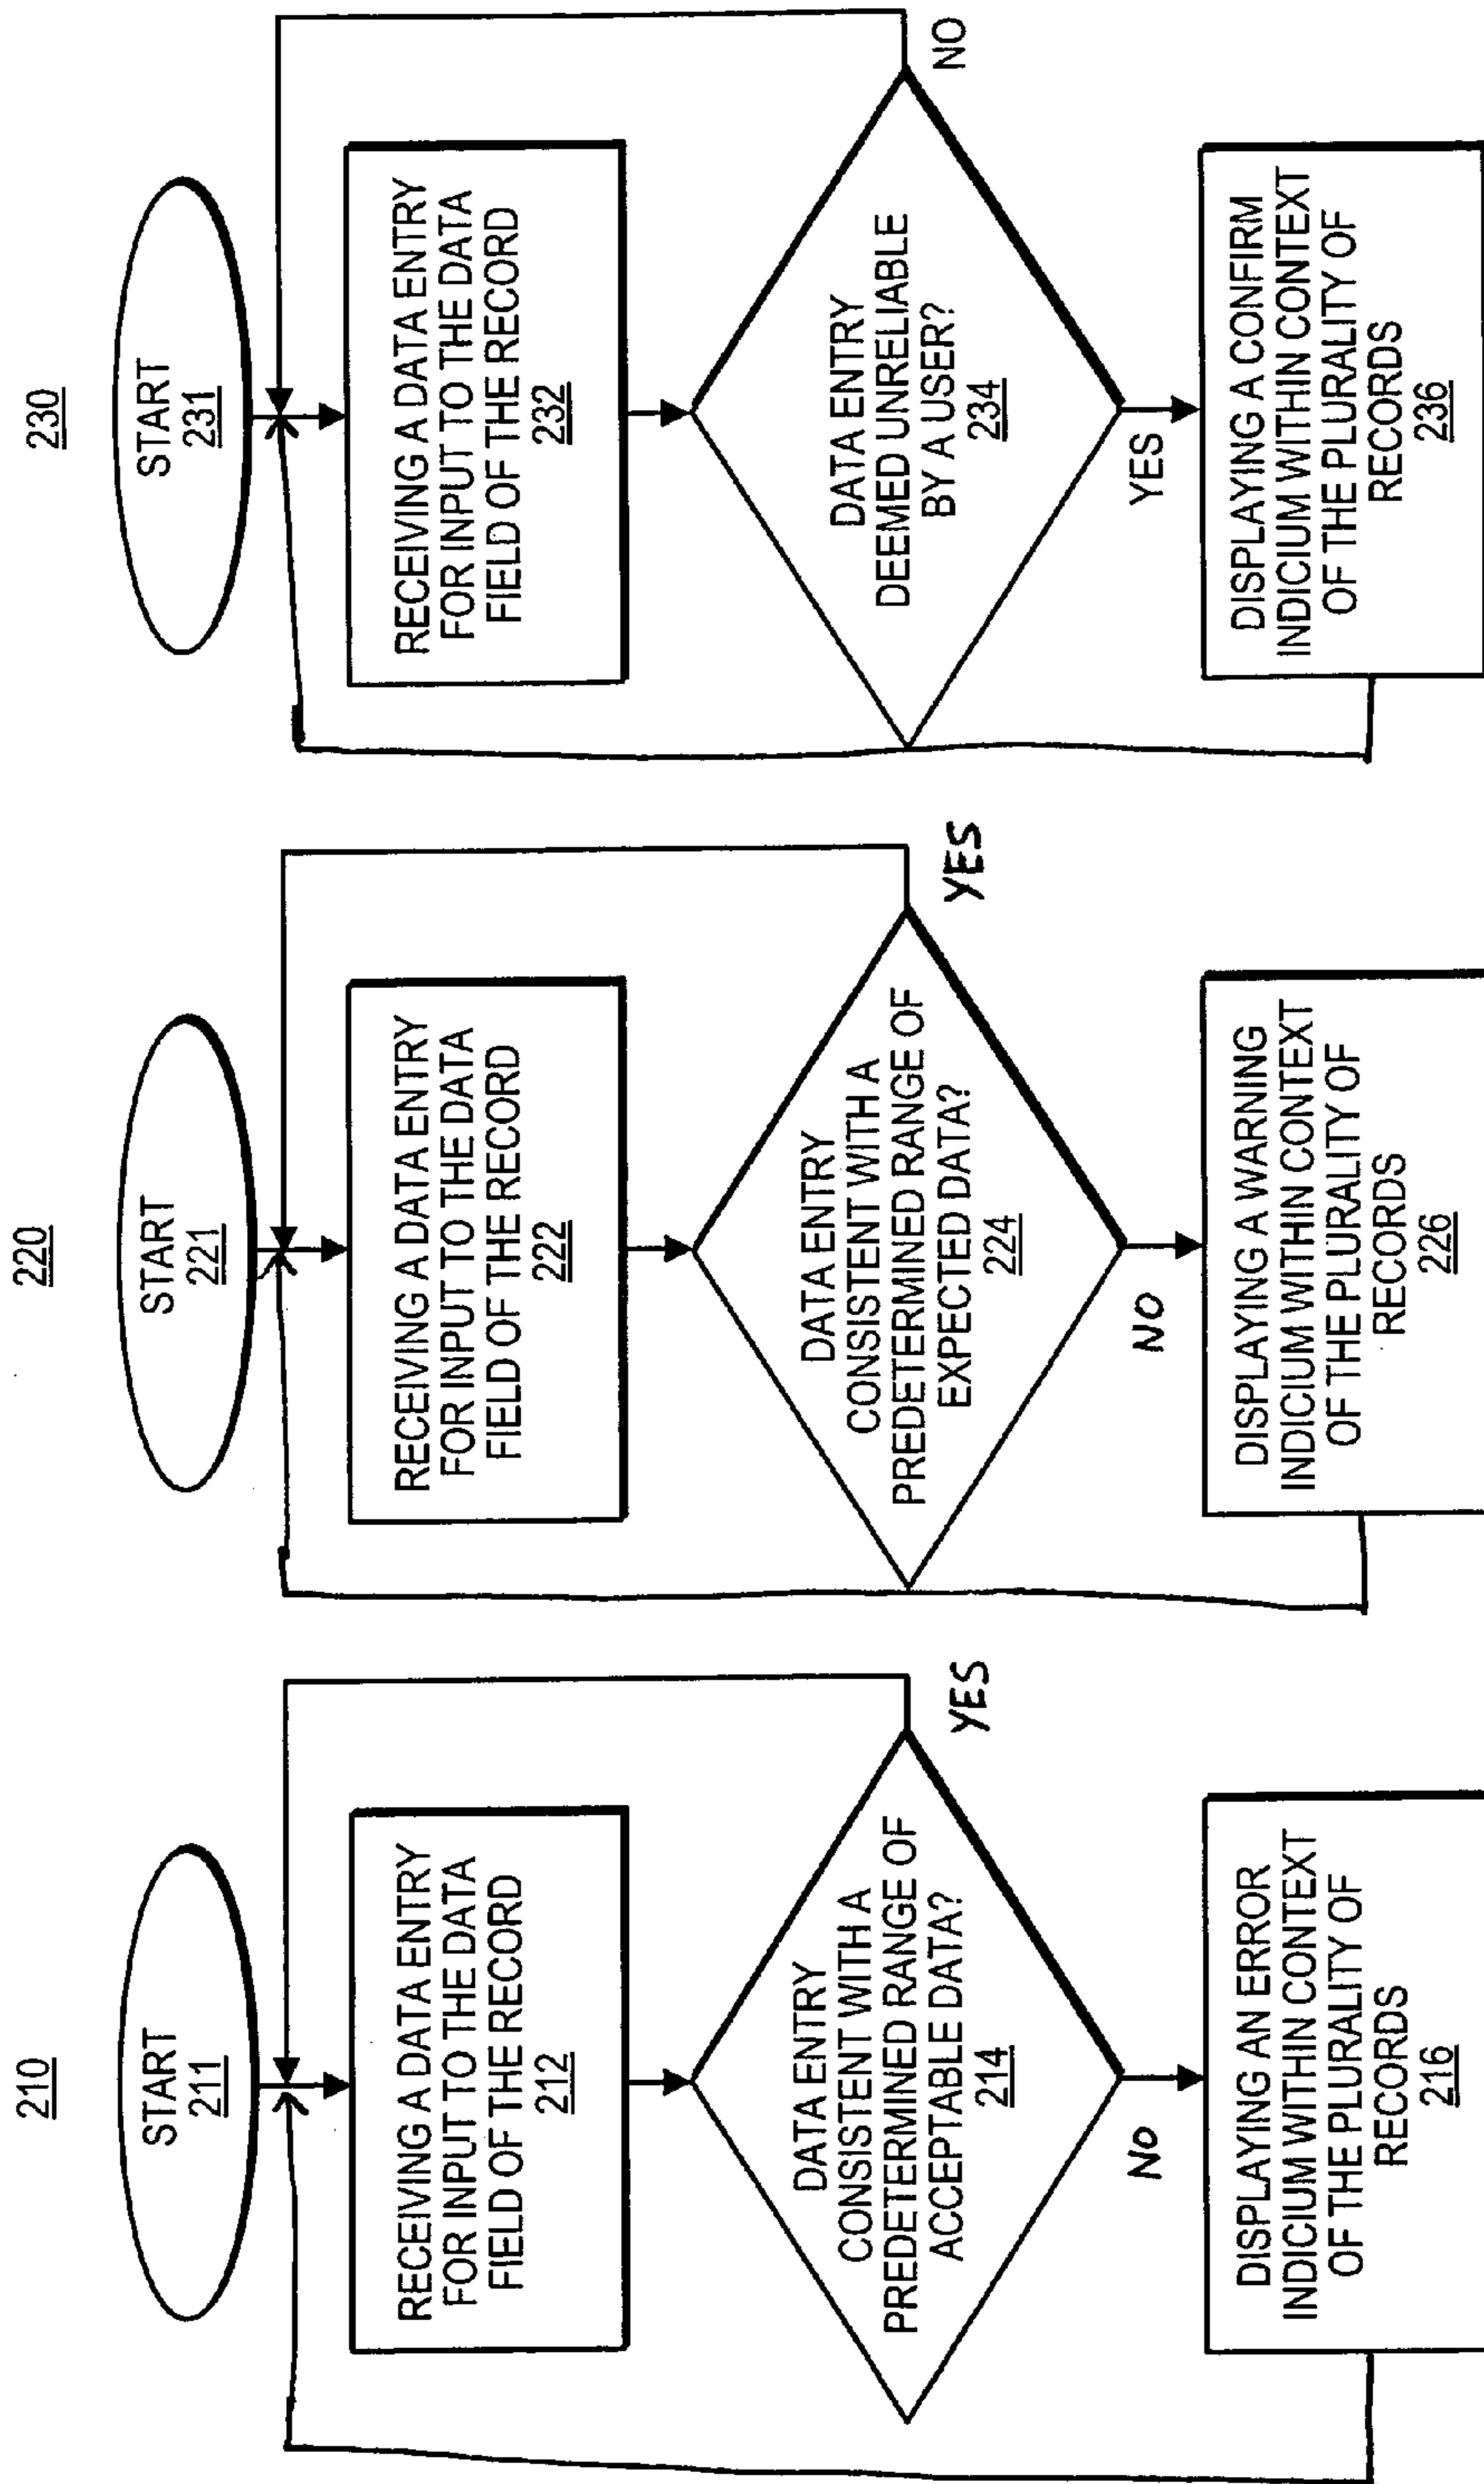 210
START
211
RECEIVING A DATA ENTRY
FOR INPUT TO THE DATA
FIELD OF THE RECORD
212
DATA ENTRY
CONSISTENT WITH A
PREDETERMINED RANGE OF
ACCEPTABLE DATA?
214
YES
NO
DISPLAYING AN ERROR
INDICIUM WITHIN CONTEXT
OF THE PLURALITY OF
RECORDS
216
220
START
221
RECEIVING A DATA ENTRY
FOR INPUT TO THE DATA
FIELD OF THE RECORD
222
DATA ENTRY
CONSISTENT WITH A
PREDETERMINED RANGE OF
EXPECTED DATA?
224
YES
NO
DISPLAYING A WARNING
INDICIUM WITHIN CONTEXT
OF THE PLURALITY OF
RECORDS
226
230
START
231
RECEIVING A DATA ENTRY
FOR INPUT TO THE DATA
FIELD OF THE RECORD
232
DATA ENTRY
DEEMED UNRELIABLE
BY A USER?
234
NO
YES
DISPLAYING A CONFIRM
INDICIUM WITHIN CONTEXT
OF THE PLURALITY OF
RECORDS
236